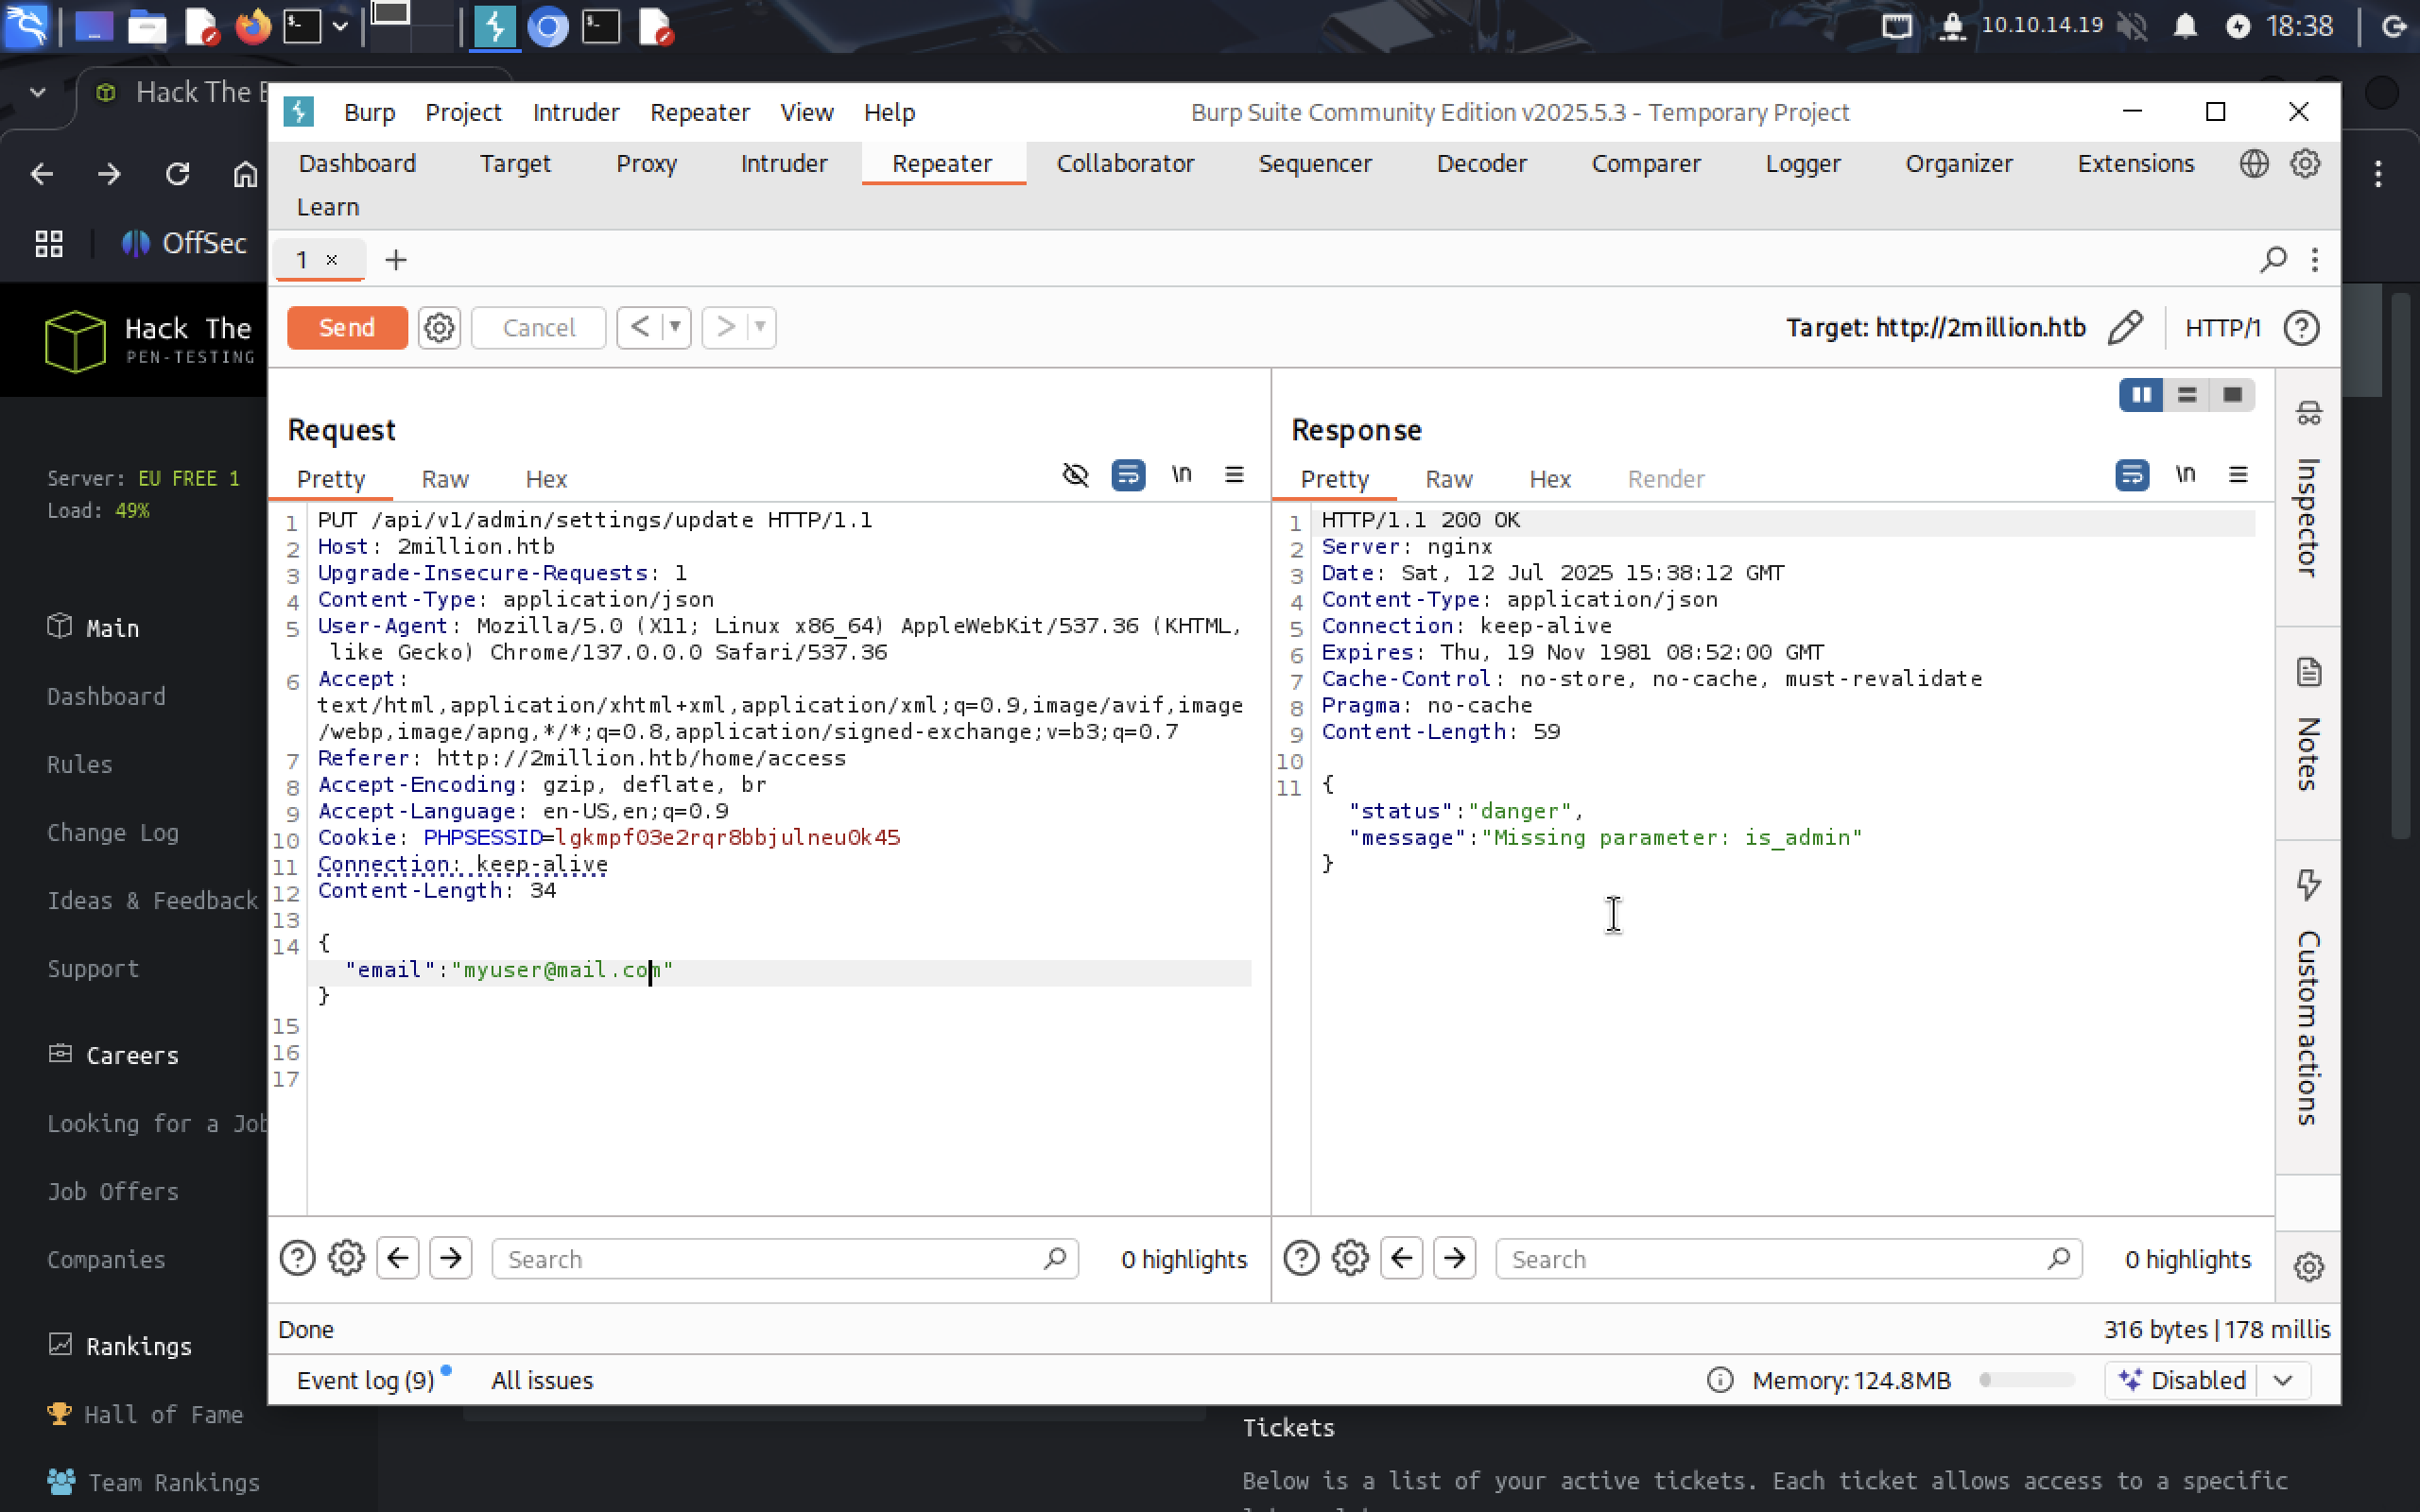 10.10.14.19
18:38
Hack The
Burp Project Intruder Repeater View Help
Burp Suite Community Edition v2025.5.3 - Temporary Project
Dashboard Target Proxy Intruder Repeater Collaborator Sequencer Decoder Comparer Logger Organizer Extensions
Learn
OffSec
1 × +
Hack The
PEN-TESTING
Send
Cancel
< >
Target: http://2million.htb
HTTP/1
Server: EU FREE 1
Load: 49%
Main
Dashboard
Rules
Change Log
Ideas & Feedback
Support
Careers
Looking for a Job
Job Offers
Companies
Rankings
Hall of Fame
Team Rankings
Request
Pretty Raw Hex
\n
1 PUT /api/v1/admin/settings/update HTTP/1.1
2 Host: 2million.htb
3 Upgrade-Insecure-Requests: 1
4 Content-Type: application/json
5 User-Agent: Mozilla/5.0 (X11; Linux x86_64) AppleWebKit/537.36 (KHTML,
like Gecko) Chrome/137.0.0.0 Safari/537.36
6 Accept:
text/html,application/xhtml+xml,application/xml;q=0.9,image/avif,image
/webp,image/apng,*/*;q=0.8,application/signed-exchange;v=b3;q=0.7
7 Referer: http://2million.htb/home/access
8 Accept-Encoding: gzip, deflate, br
9 Accept-Language: en-US,en;q=0.9
10 Cookie: PHPSESSID=lgkmpf03e2rqr8bbjulneu0k45
11 Connection: keep-alive
12 Content-Length: 34
13
14 {
"email":"myuser@mail.com"
}
15
16
17
Search
0 highlights
Response
Pretty Raw Hex Render
\n
1 HTTP/1.1 200 OK
2 Server: nginx
3 Date: Sat, 12 Jul 2025 15:38:12 GMT
4 Content-Type: application/json
5 Connection: keep-alive
6 Expires: Thu, 19 Nov 1981 08:52:00 GMT
7 Cache-Control: no-store, no-cache, must-revalidate
8 Pragma: no-cache
9 Content-Length: 59
10
11 {
"status":"danger",
"message":"Missing parameter: is_admin"
}
Search
0 highlights
Inspector
Notes
Custom actions
Done
316 bytes | 178 millis
Event log (9) All issues
Memory: 124.8MB
Disabled
Tickets
Below is a list of your active tickets. Each ticket allows access to a specific